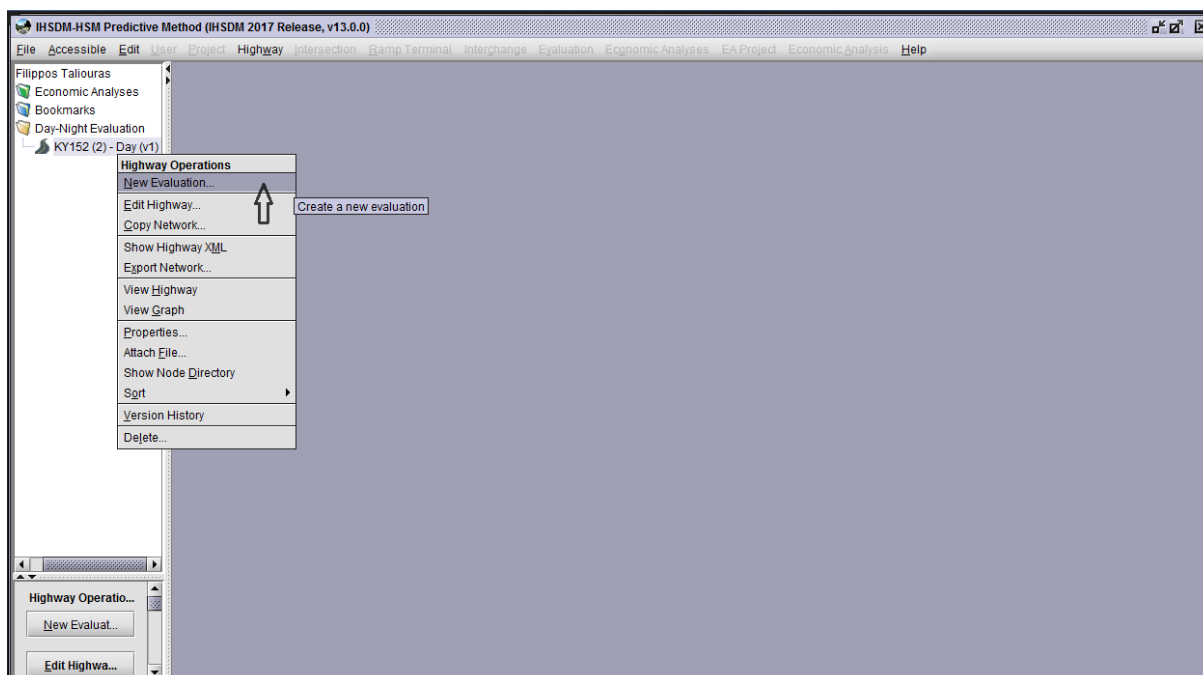 IHSDM-HSM Predictive Method (IHSDM 2017 Release, v13.0.0)
File Accessible Edit User Project Highway Intersection Ramp Terminal Interchange Evaluation Economic Analyses EA Project Economic Analysis Help
Filippos Taliouras
Economic Analyses
Bookmarks
Day-Night Evaluation
KY152 (2) - Day (v1)
Highway Operations
New Evaluation...
Create a new evaluation
Edit Highway...
Copy Network...
Show Highway XML
Export Network...
View Highway
View Graph
Properties...
Attach File...
Show Node Directory
Sort
Version History
Delete...
Highway Operatio...
New Evaluat...
Edit Highwa...